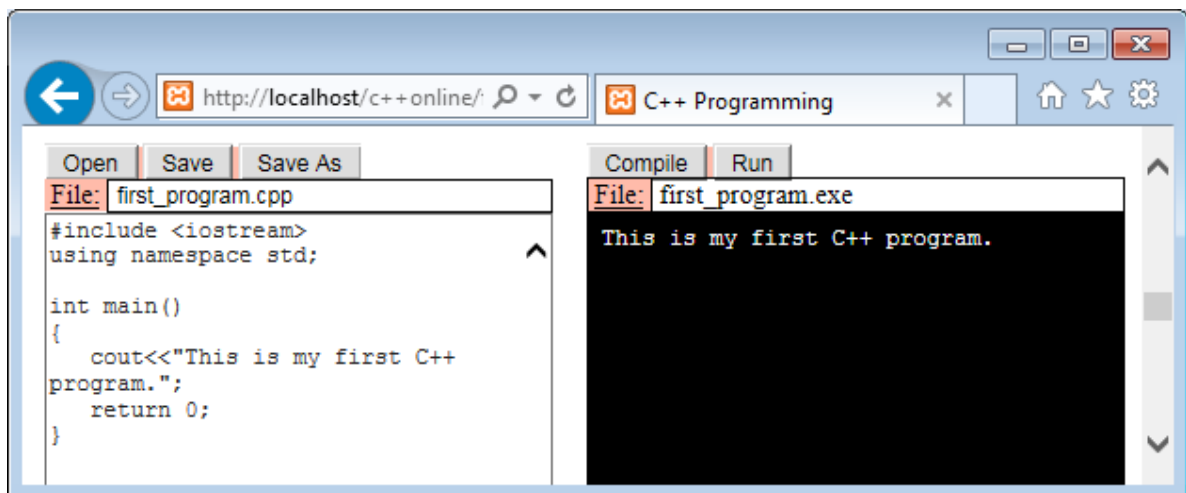 http://localhost/c++online/ C++ Programming
Open Save Save As
File: first_program.cpp
#include <iostream>
using namespace std;
int main()
{
cout<<"This is my first C++
program.";
return 0;
}
Compile Run
File: first_program.exe
This is my first C++ program.